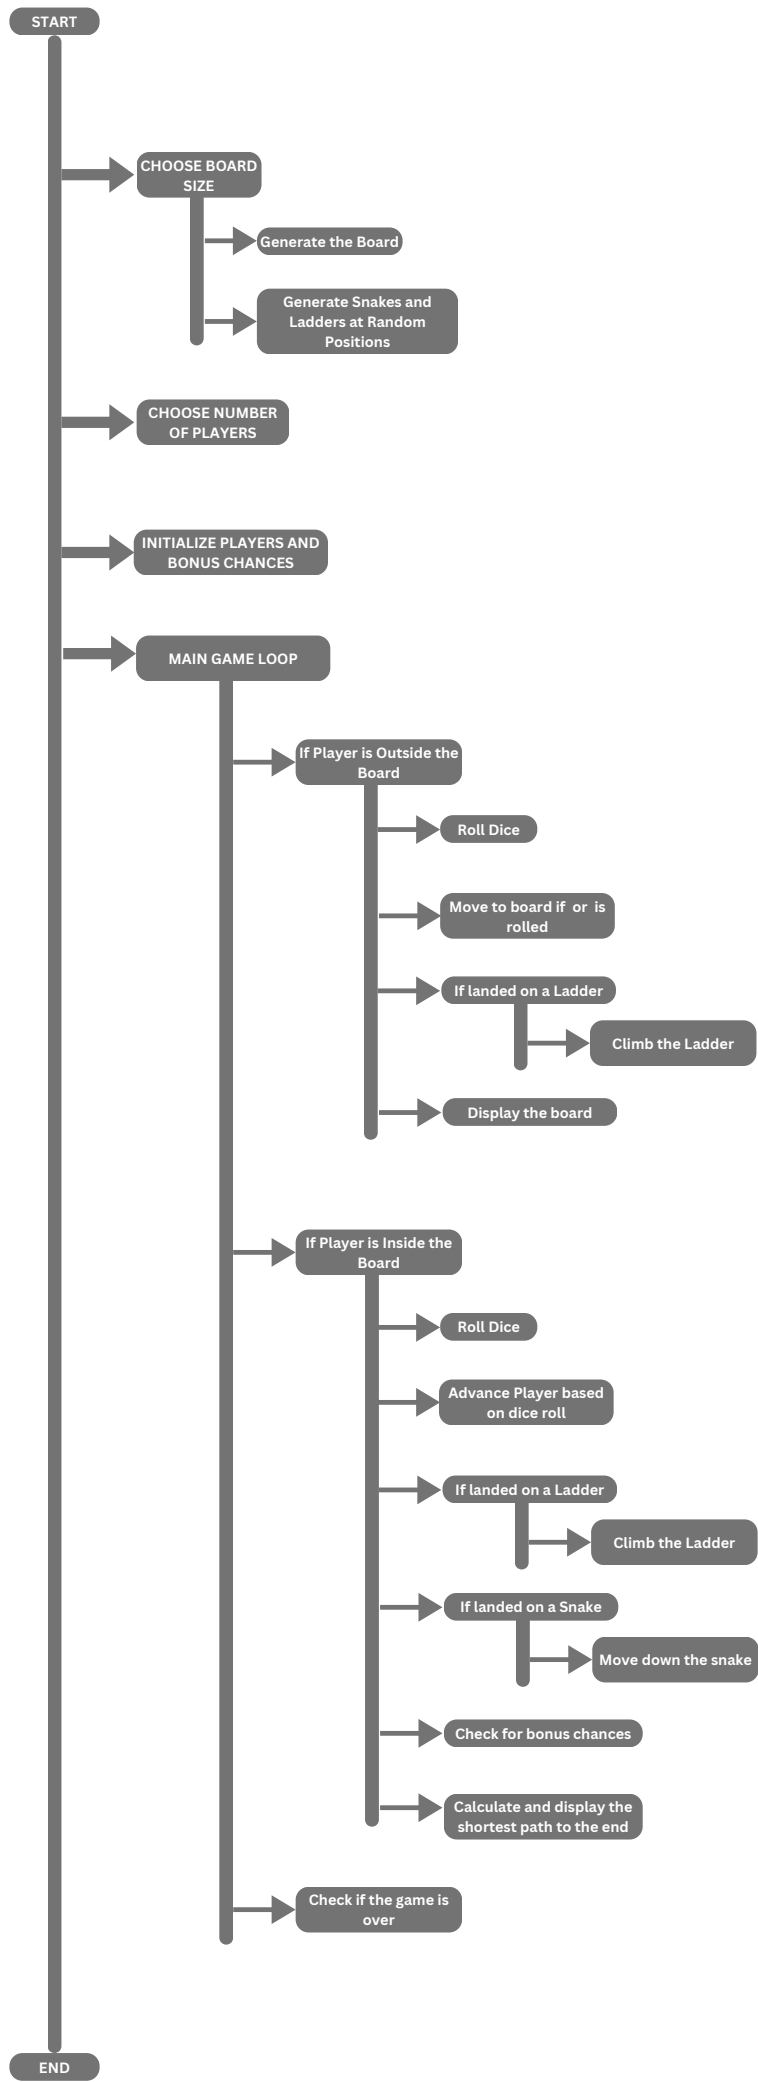 START
CHOOSE BOARD
SIZE
Generate the Board
Generate Snakes and
Ladders at Random
Positions
CHOOSE NUMBER
OF PLAYERS
INITIALIZE PLAYERS AND
BONUS CHANCES
MAIN GAME LOOP
If Player is Outside the
Board
Roll Dice
Move to board if or is
rolled
If landed on a Ladder
Climb the Ladder
Display the board
If Player is Inside the
Board
Roll Dice
Advance Player based
on dice roll
If landed on a Ladder
Climb the Ladder
If landed on a Snake
Move down the snake
Check for bonus chances
Calculate and display the
shortest path to the end
Check if the game is
over
END